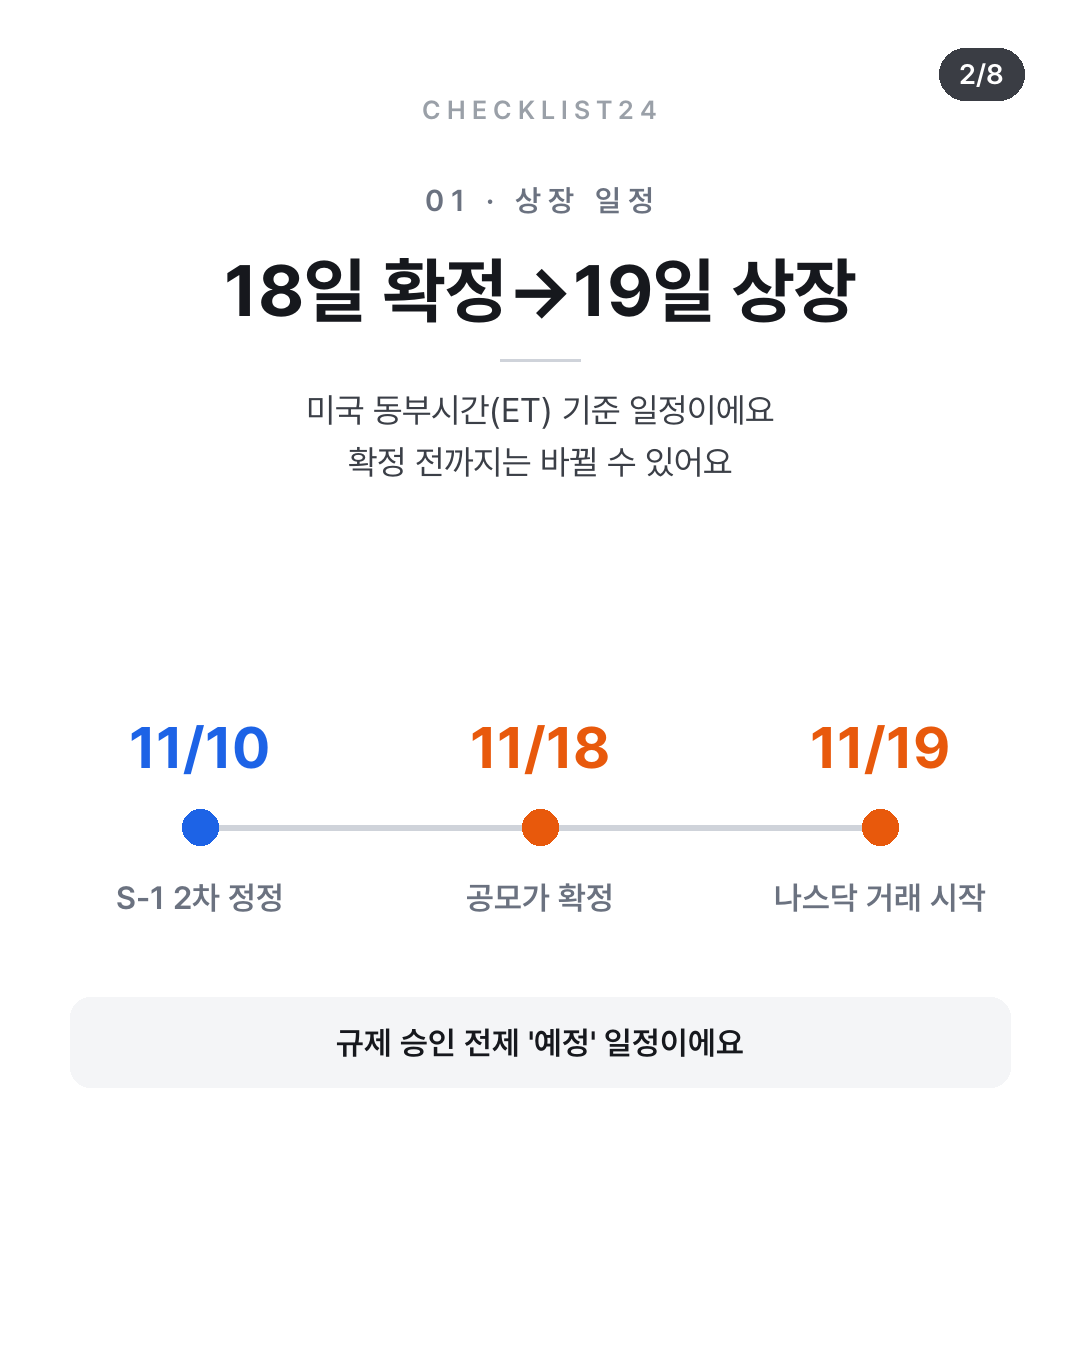 2/8
CHECKLIST24
01 · 상장 일정
18일 확정→19일 상장
미국 동부시간(ET) 기준 일정이에요
확정 전까지는 바뀔 수 있어요
11/10 11/18 11/19
S-1 2차 정정 공모가 확정 나스닥 거래 시작
규제 승인 전제 '예정' 일정이에요